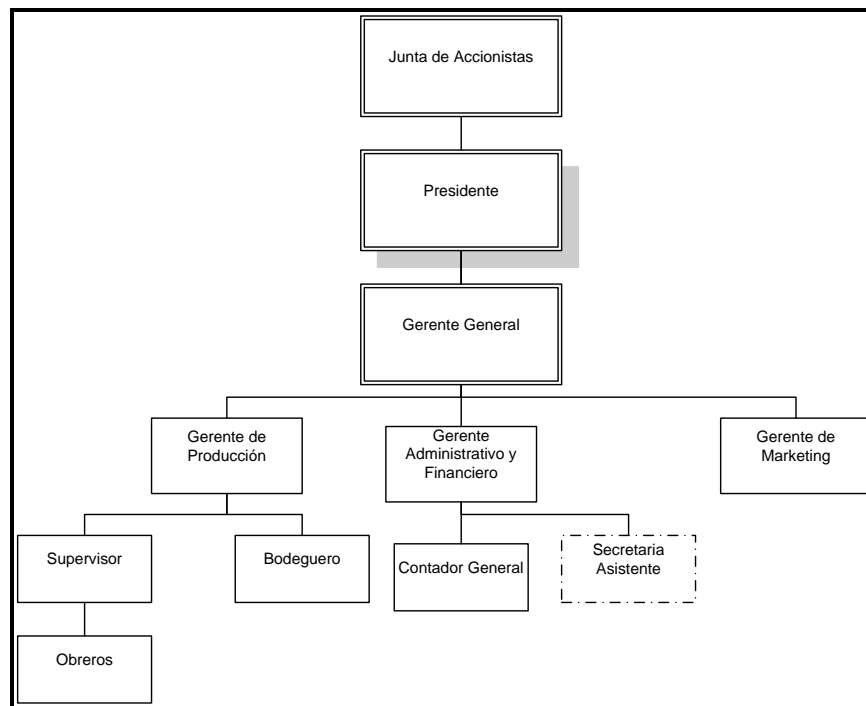 Junta de Accionistas
Presidente
Gerente General
Gerente de
Producción
Gerente
Administrativo y
Financiero
Gerente de
Marketing
Supervisor
Bodeguero
Contador General
Secretaria
Asistente
Obreros